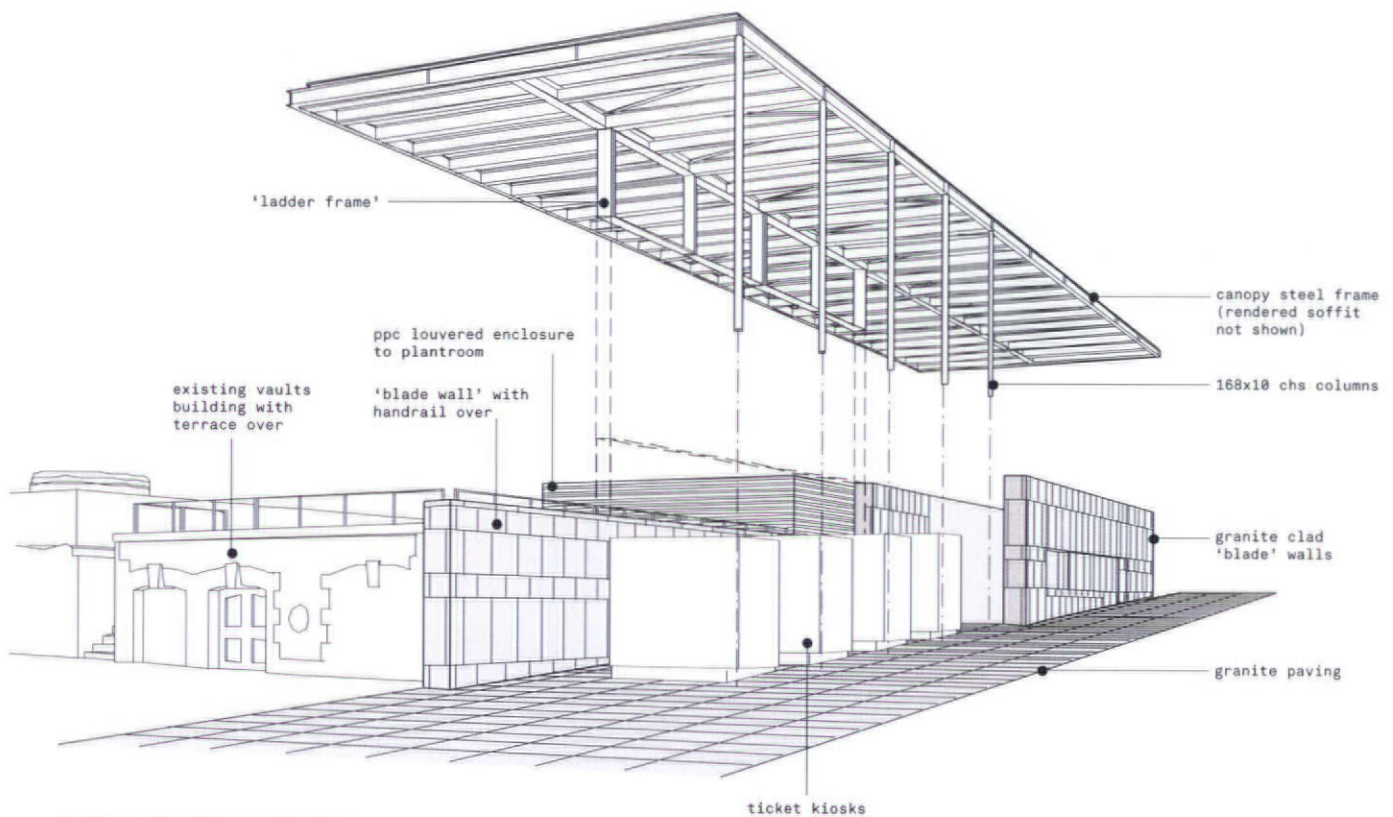 'ladder frame'
canopy steel frame
(rendered soffit
not shown)
ppc louvered enclosure
to plantroom
168x10 chs columns
existing vaults
building with
terrace over
'blade wall' with
handrail over
granite clad
'blade' walls
granite paving
ticket kiosks